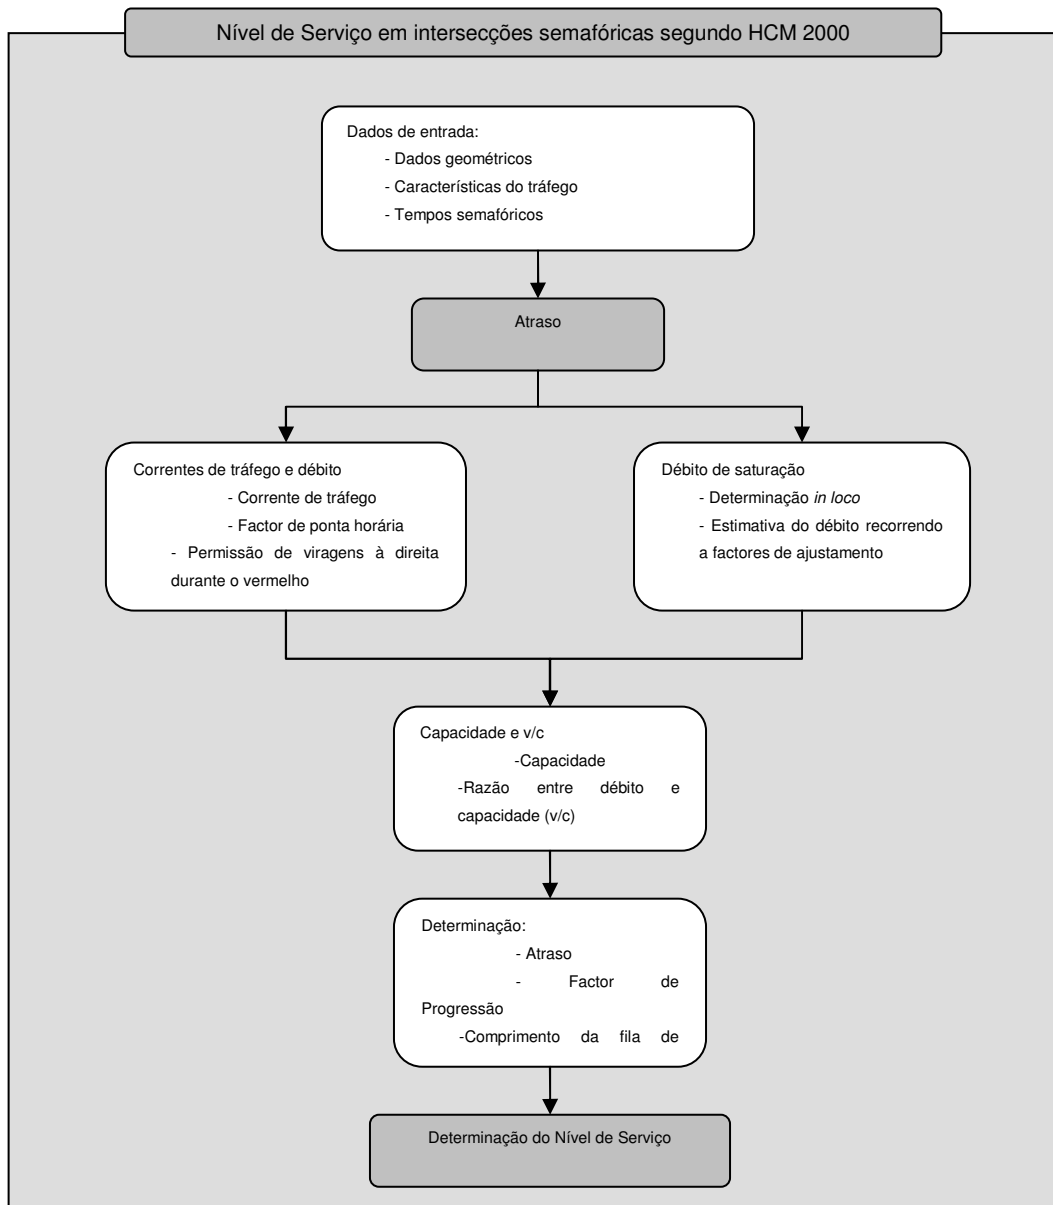 Nível de Serviço em intersecções semafóricas segundo HCM 2000
Dados de entrada:
- Dados geométricos
- Características do tráfego
- Tempos semafóricos
Atraso
Correntes de tráfego e débito
- Corrente de tráfego
- Factor de ponta horária
- Permissão de viragens à direita
durante o vermelho
Débito de saturação
- Determinação in loco
- Estimativa do débito recorrendo
a factores de ajustamento
Capacidade e v/c
-Capacidade
-Razão entre débito e
capacidade (v/c)
Determinação:
- Atraso
- Factor de
Progressão
-Comprimento da fila de
Determinação do Nível de Serviço